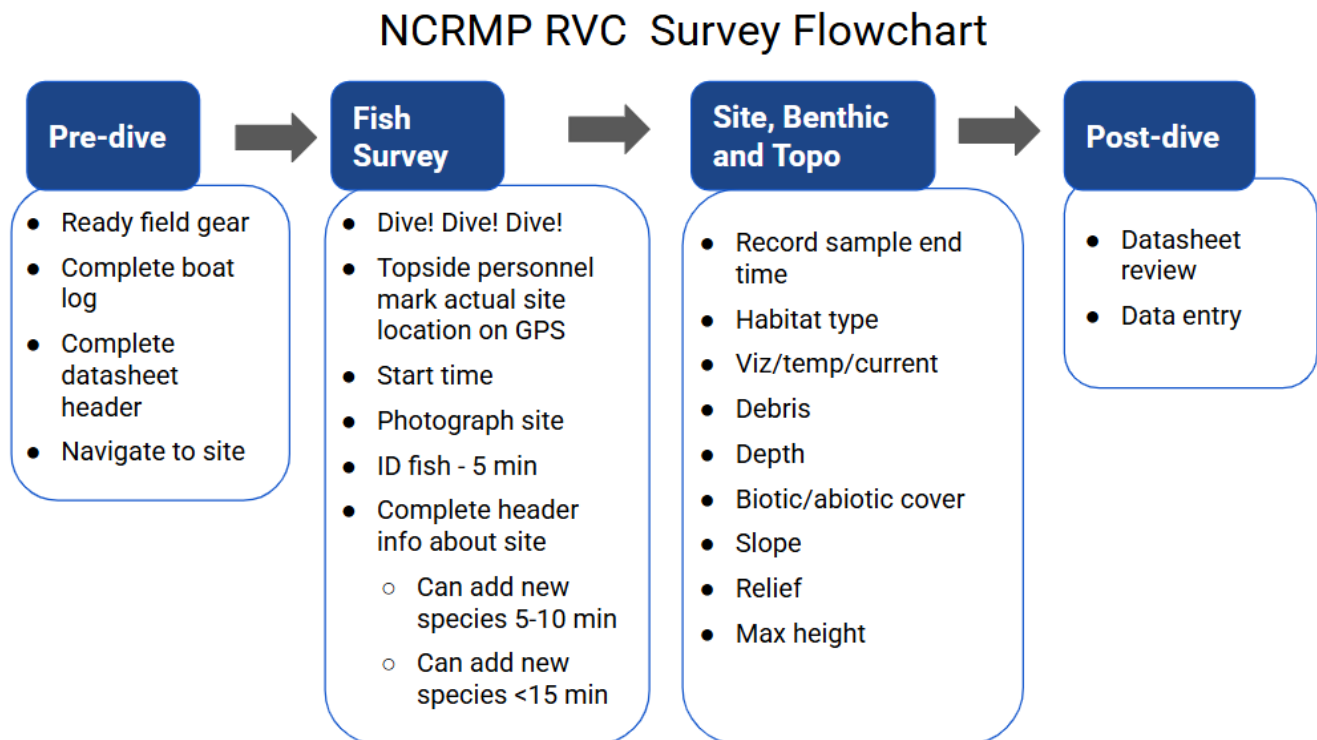 NCRMP RVC Survey Flowchart
Pre-dive
● Ready field gear
● Complete boat
log
● Complete
datasheet
header
● Navigate to site
Fish
Survey
● Dive! Dive! Dive!
● Topside personnel
mark actual site
location on GPS
● Start time
● Photograph site
● ID fish - 5 min
● Complete header
info about site
○ Can add new
species 5-10 min
○ Can add new
species <15 min
Site, Benthic
and Topo
● Record sample end
time
● Habitat type
● Viz/temp/current
● Debris
● Depth
● Biotic/abiotic cover
● Slope
● Relief
● Max height
Post-dive
● Datasheet
review
● Data entry